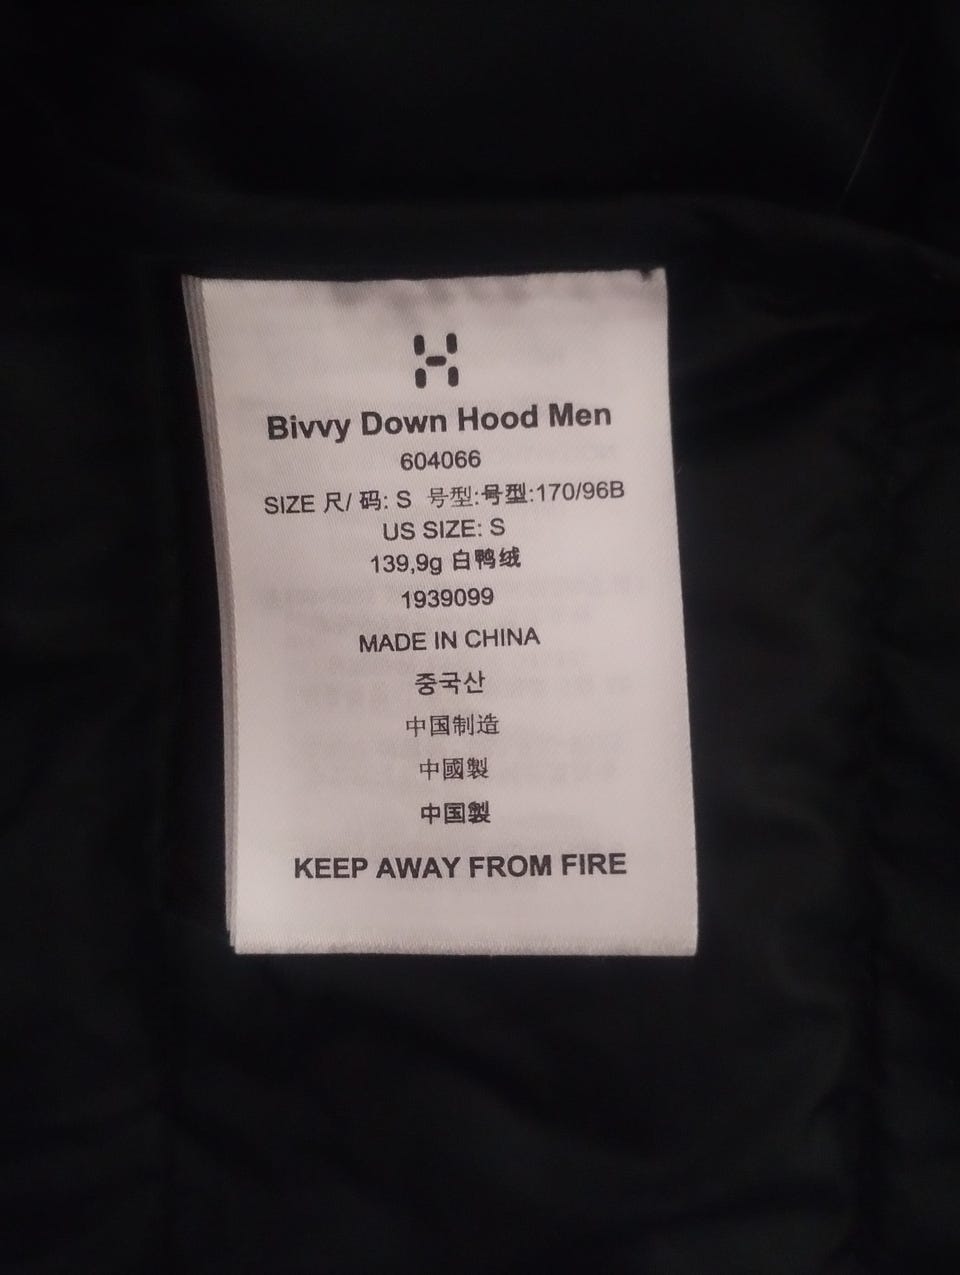 Bivvy Down Hood Men
604066
SIZE 尺/ 码: S 号型:号型:170/96B
US SIZE: S
139,9g 白鸭绒
1939099
MADE IN CHINA
중국산
中国制造
中國製
中国製
KEEP AWAY FROM FIRE